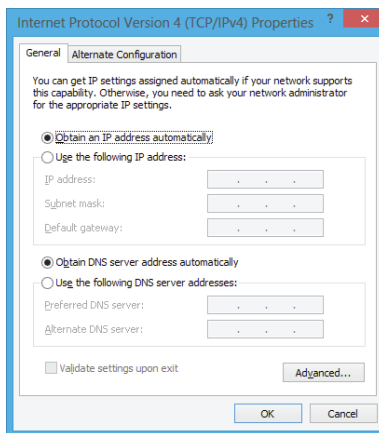 Internet Protocol Version 4 (TCP/IPv4) Properties ? ×
General Alternate Configuration
You can get IP settings assigned automatically if your network supports
this capability. Otherwise, you need to ask your network administrator
for the appropriate IP settings.
Obtain an IP address automatically
Use the following IP address:
IP address: . . .
Subnet mask: . . .
Default gateway: . . .
Obtain DNS server address automatically
Use the following DNS server addresses:
Preferred DNS server: . . .
Alternate DNS server: . . .
Validate settings upon exit
Advanced...
OK Cancel